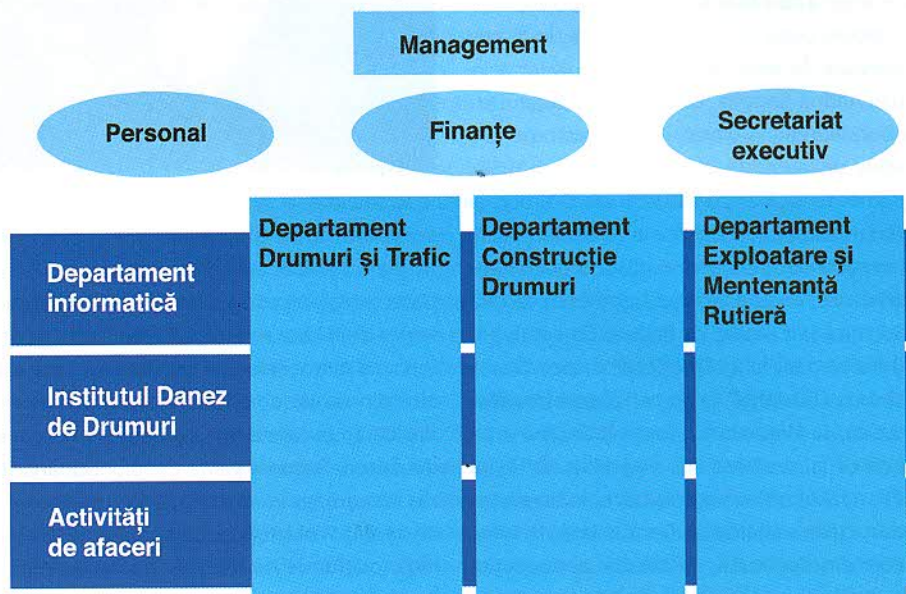 Management
Personal
Finanțe
Secretariat
executiv
Departament
Drumuri și Trafic
Departament
Construcție
Drumuri
Departament
Exploatare și
Mentenanță
Rutieră
Departament
informatică
Institutul Danez
de Drumuri
Activități
de afaceri